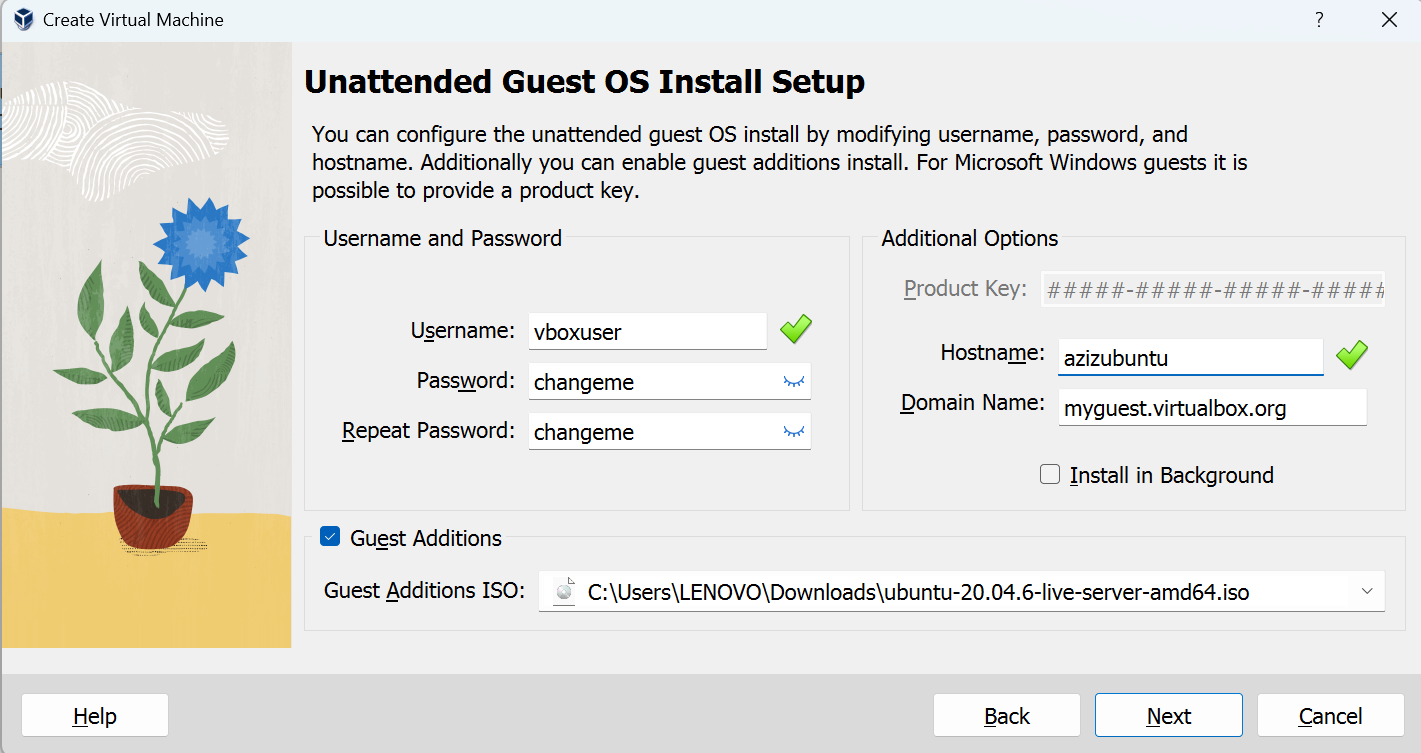 Create Virtual Machine
?
Unattended Guest OS Install Setup
You can configure the unattended guest OS install by modifying username, password, and
hostname. Additionally you can enable guest additions install. For Microsoft Windows guests it is
possible to provide a product key.
Username and Password
Username: vboxuser
Password: changeme
Repeat Password: changeme
Additional Options
Product Key: #####-#####-#####-#####
Hostname: azizubuntu
Domain Name: myguest.virtualbox.org
Install in Background
Guest Additions
Guest Additions ISO: C:\Users\LENOVO\Downloads\ubuntu-20.04.6-live-server-amd64.iso
Help
Back
Next
Cancel